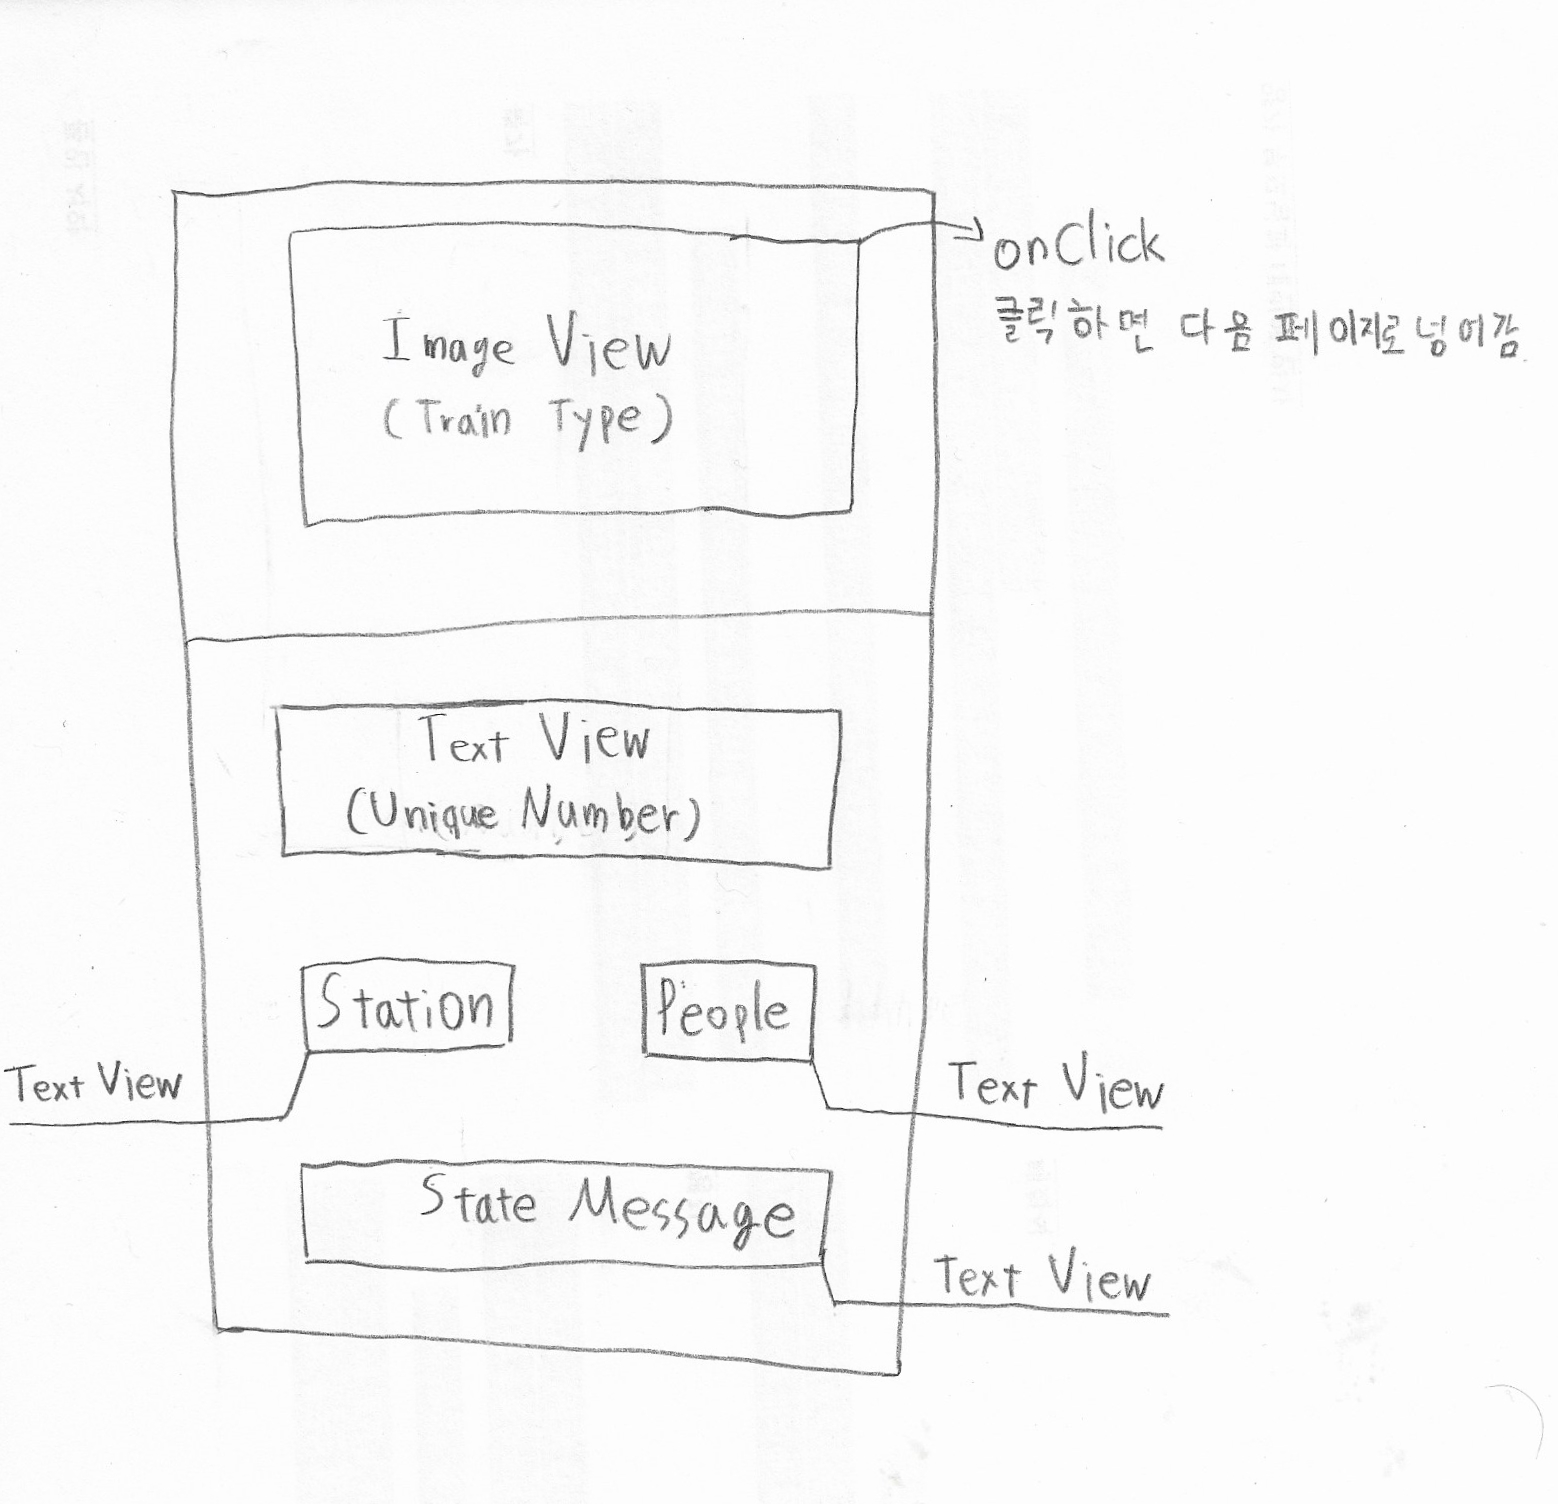 onClick
클릭하면 다음 페이지로넘어감
Image View
(Train Type)
Text View
(Unique Number)
Station
People
Text View
Text View
State Message
Text View